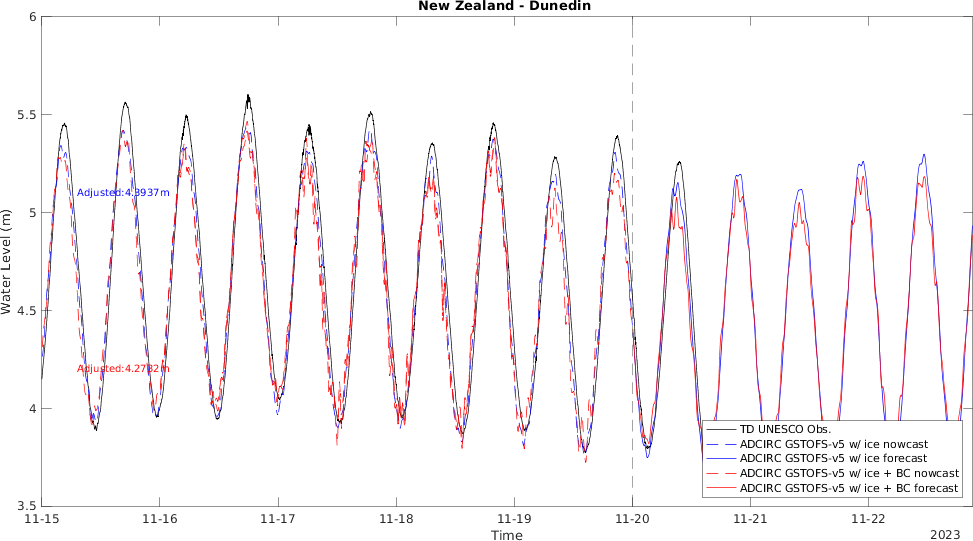 New Zealand - Dunedin
6
5.5
5
4.5
4
3.5
Water Level (m)
Adjusted:4.3937m
Adjusted:4.2782m
TD UNESCO Obs.
ADCIRC GSTOFS-v5 w/ ice nowcast
ADCIRC GSTOFS-v5 w/ ice forecast
ADCIRC GSTOFS-v5 w/ ice + BC nowcast
ADCIRC GSTOFS-v5 w/ ice + BC forecast
11-15
11-16
11-17
11-18
11-19
11-20
11-21
11-22
Time
2023